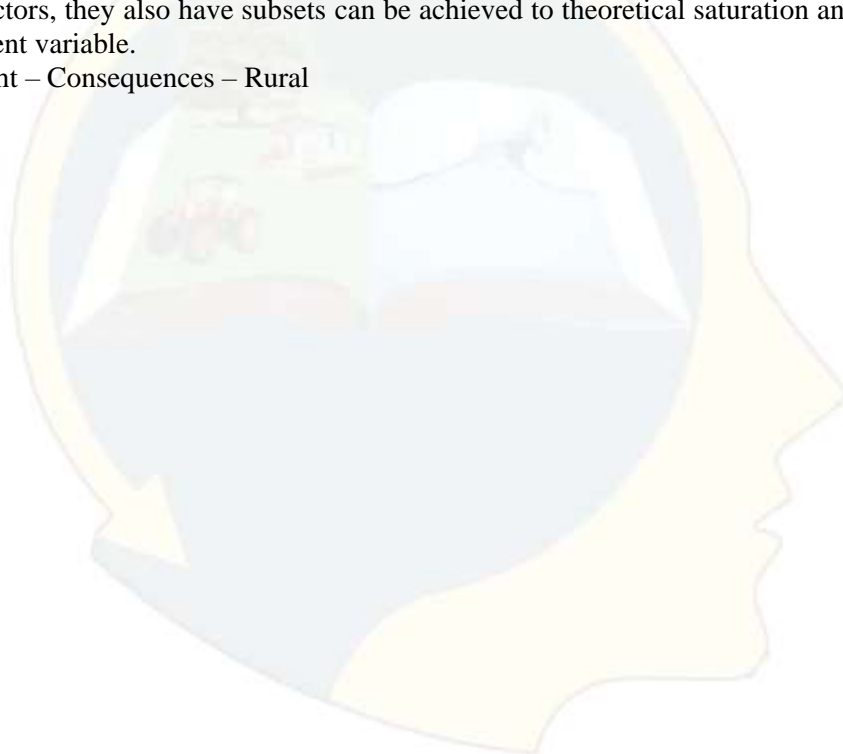 ctors, they also have subsets can be achieved to theoretical saturation an
ent variable.
nt – Consequences – Rural